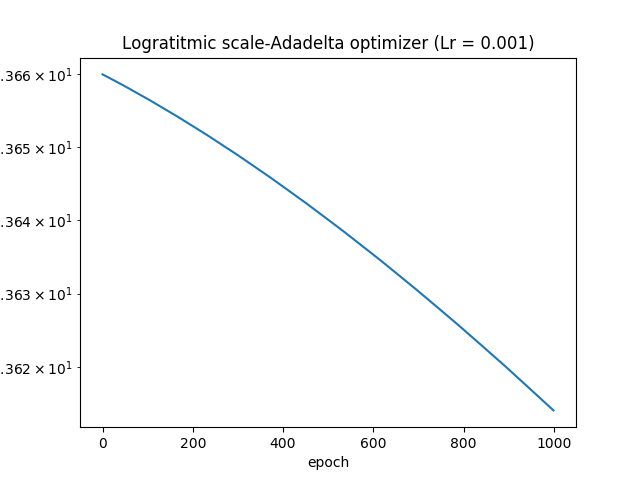 Logratitmic scale-Adadelta optimizer (Lr = 0.001)
.366 × 10¹
.365 × 10¹
.364 × 10¹
.363 × 10¹
.362 × 10¹
0 200 400 600 800 1000
epoch